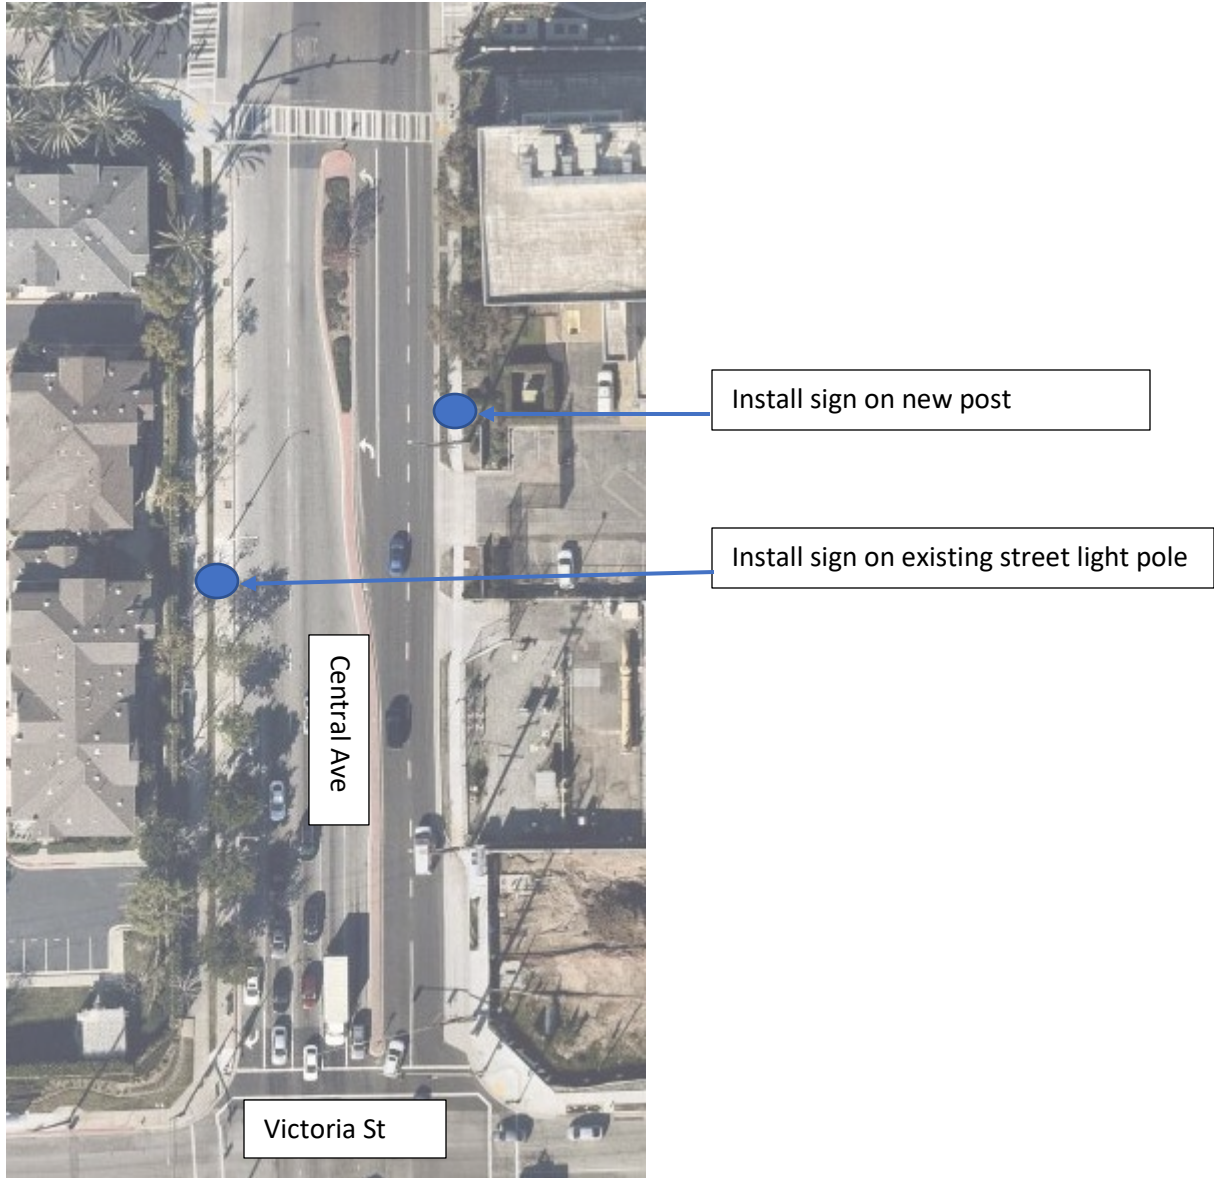 Install sign on new post
Install sign on existing street light pole
Central Ave
Victoria St